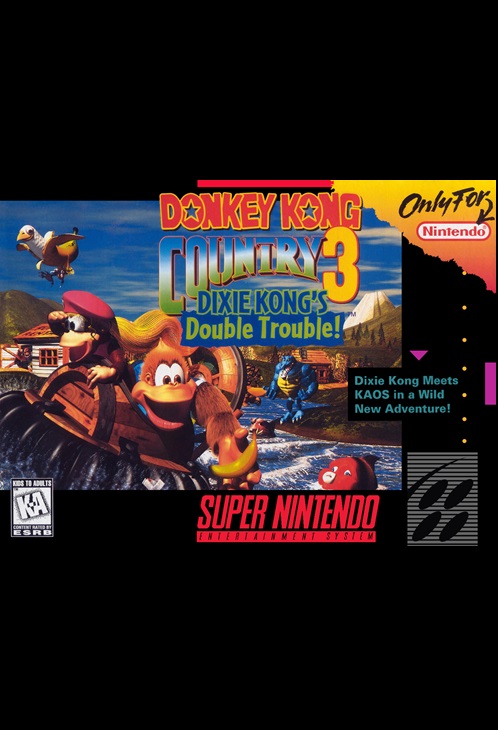 Only For
Nintendo
DONKEY KONG
COUNTRY 3
TM
DIXIE KONG'S
Double Trouble!
Dixie Kong Meets
KAOS in a Wild
New Adventure!
KIDS TO ADULTS
K-A
CONTENT RATED BY
ESRB
SUPER NINTENDO
ENTERTAINMENT SYSTEM